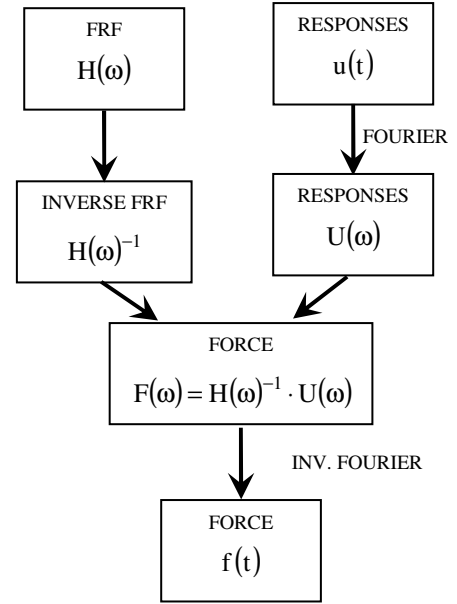 FRF
H(ω)
RESPONSES
u(t)
FOURIER
INVERSE FRF
H(ω)⁻¹
RESPONSES
U(ω)
FORCE
F(ω) = H(ω)⁻¹ · U(ω)
INV. FOURIER
FORCE
f(t)